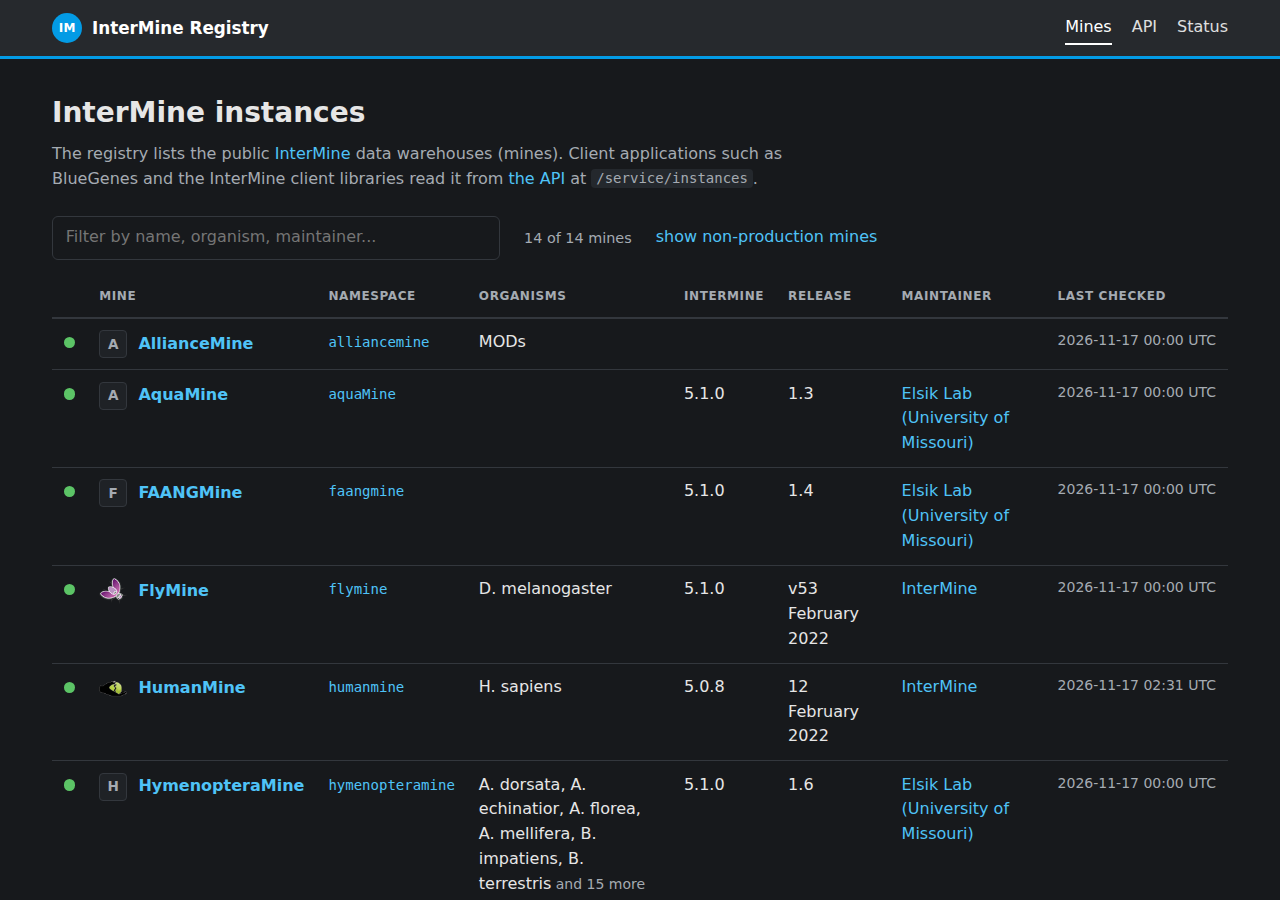 IM InterMine Registry Mines API Status
InterMine instances
The registry lists the public InterMine data warehouses (mines). Client applications such as
BlueGenes and the InterMine client libraries read it from the API at /service/instances.
Filter by name, organism, maintainer... 14 of 14 mines show non-production mines
MINE NAMESPACE ORGANISMS INTERMINE RELEASE MAINTAINER LAST CHECKED
A AllianceMine alliancemine MODs 2026-11-17 00:00 UTC
A AquaMine aquaMine 5.1.0 1.3 Elsik Lab 2026-11-17 00:00 UTC
(University of
Missouri)
F FAANGMine faangmine 5.1.0 1.4 Elsik Lab 2026-11-17 00:00 UTC
(University of
Missouri)
FlyMine flymine D. melanogaster 5.1.0 v53 InterMine 2026-11-17 00:00 UTC
February
2022
HumanMine humanmine H. sapiens 5.0.8 12 InterMine 2026-11-17 02:31 UTC
February
2022
H HymenopteraMine hymenopteramine A. dorsata, A. 5.1.0 1.6 Elsik Lab 2026-11-17 00:00 UTC
echinatior, A. florea, (University of
A. mellifera, B. Missouri)
impatiens, B.
terrestris and 15 more